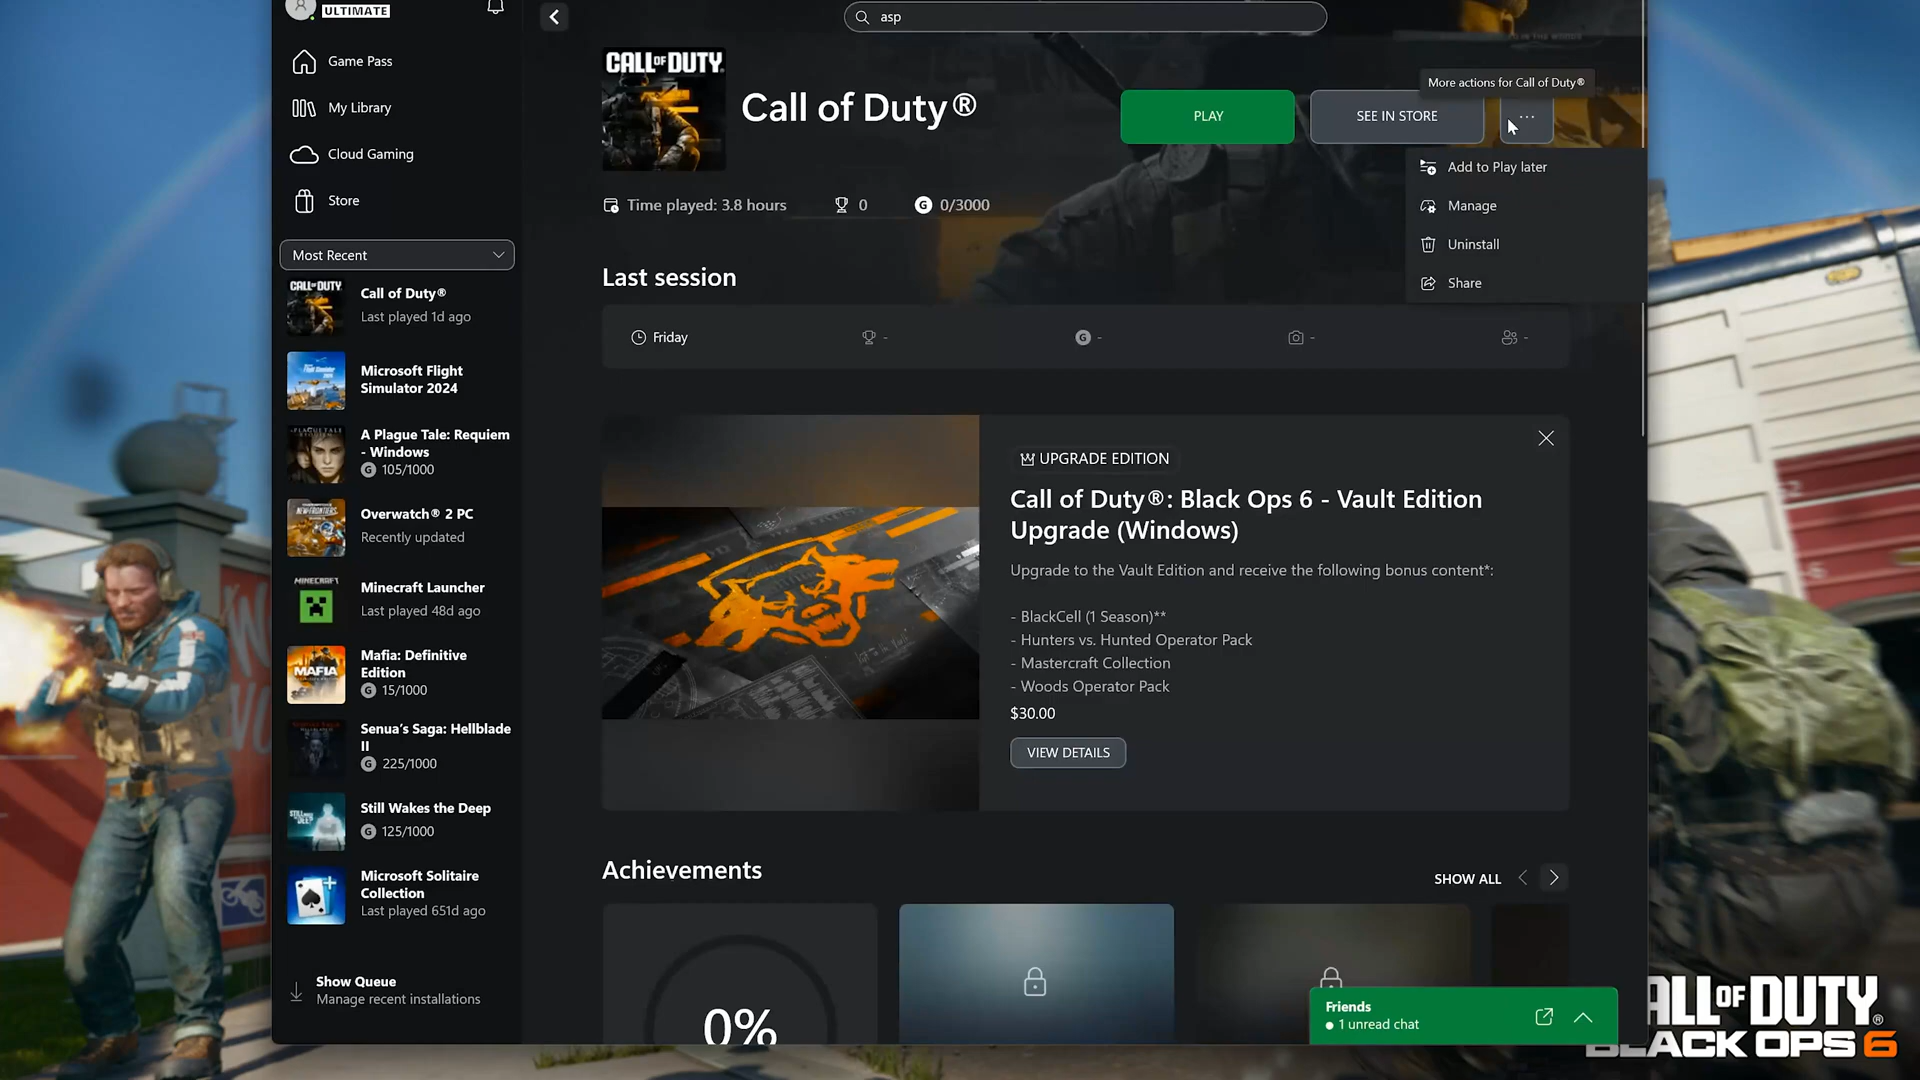 ULTIMATE
Game Pass
My Library
Cloud Gaming
Store
Most Recent
Call of Duty®
Last played 1d ago
Microsoft Flight
Simulator 2024
A Plague Tale: Requiem
- Windows
105/1000
Overwatch® 2 PC
Recently updated
Minecraft Launcher
Last played 48d ago
Mafia: Definitive
Edition
15/1000
Senua's Saga: Hellblade
II
225/1000
Still Wakes the Deep
125/1000
Microsoft Solitaire
Collection
Last played 651d ago
Show Queue
Manage recent installations
asp
CALL OF DUTY
Call of Duty®
PLAY
SEE IN STORE
...
More actions for Call of Duty®
Add to Play later
Manage
Uninstall
Share
Time played: 3.8 hours
0
0/3000
Last session
Friday
-
-
-
-
UPGRADE EDITION
Call of Duty®: Black Ops 6 - Vault Edition
Upgrade (Windows)
Upgrade to the Vault Edition and receive the following bonus content*:
- BlackCell (1 Season)**
- Hunters vs. Hunted Operator Pack
- Mastercraft Collection
- Woods Operator Pack
$30.00
VIEW DETAILS
Achievements
SHOW ALL
0%
Friends
1 unread chat
CALL OF DUTY
MINECRAFT
MAFIA
ALL OF DUTY®
BLACK OPS 6